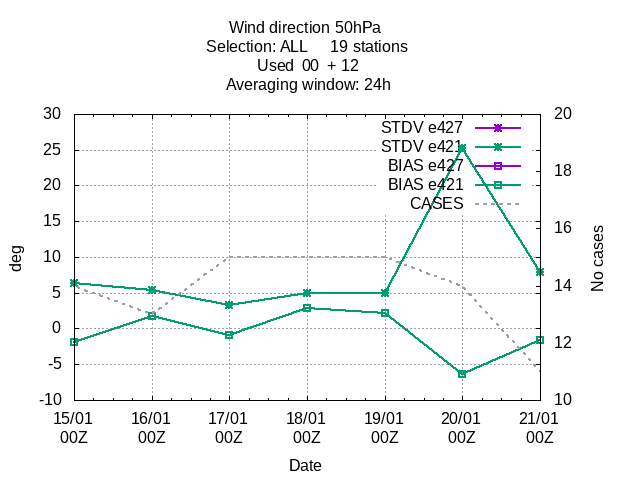 Wind direction 50hPa
Selection: ALL     19 stations
Used  00  + 12
Averaging window: 24h
30
25
20
15
10
5
0
-5
-10
deg
20
18
16
14
12
10
No cases
STDV e427
STDV e421
BIAS e427
BIAS e421
CASES
15/01 16/01 17/01 18/01 19/01 20/01 21/01
00Z 00Z 00Z 00Z 00Z 00Z 00Z
Date